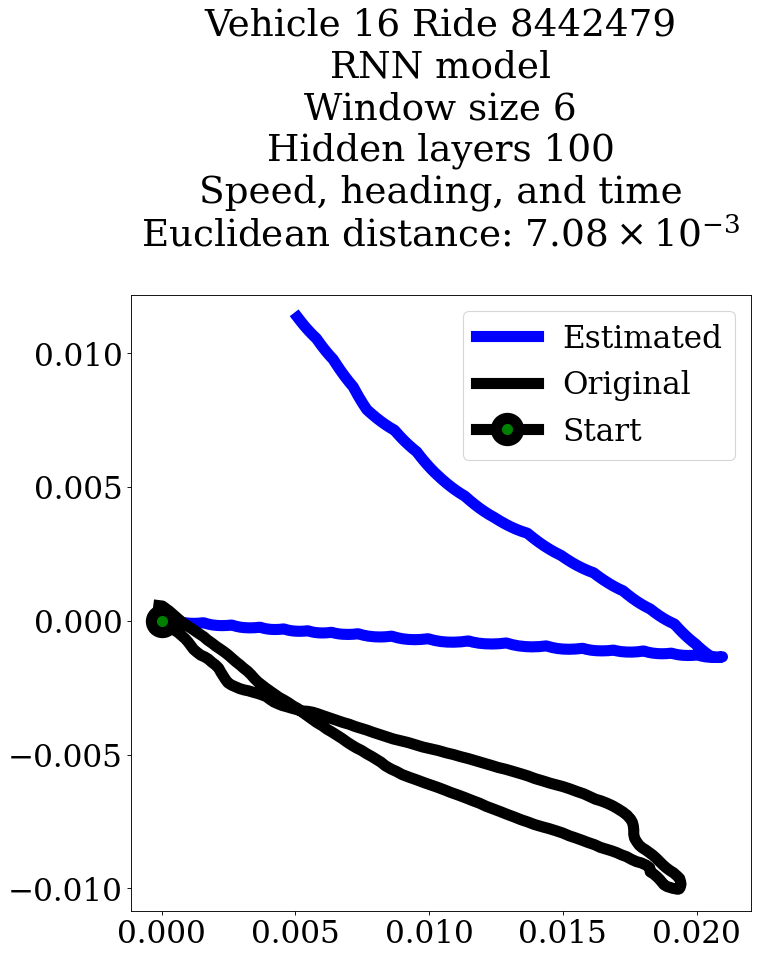 Vehicle 16 Ride 8442479
RNN model
Window size 6
Hidden layers 100
Speed, heading, and time
Euclidean distance: 7.08 × 10⁻³
Estimated
Original
Start
0.010
0.005
0.000
−0.005
−0.010
0.000 0.005 0.010 0.015 0.020